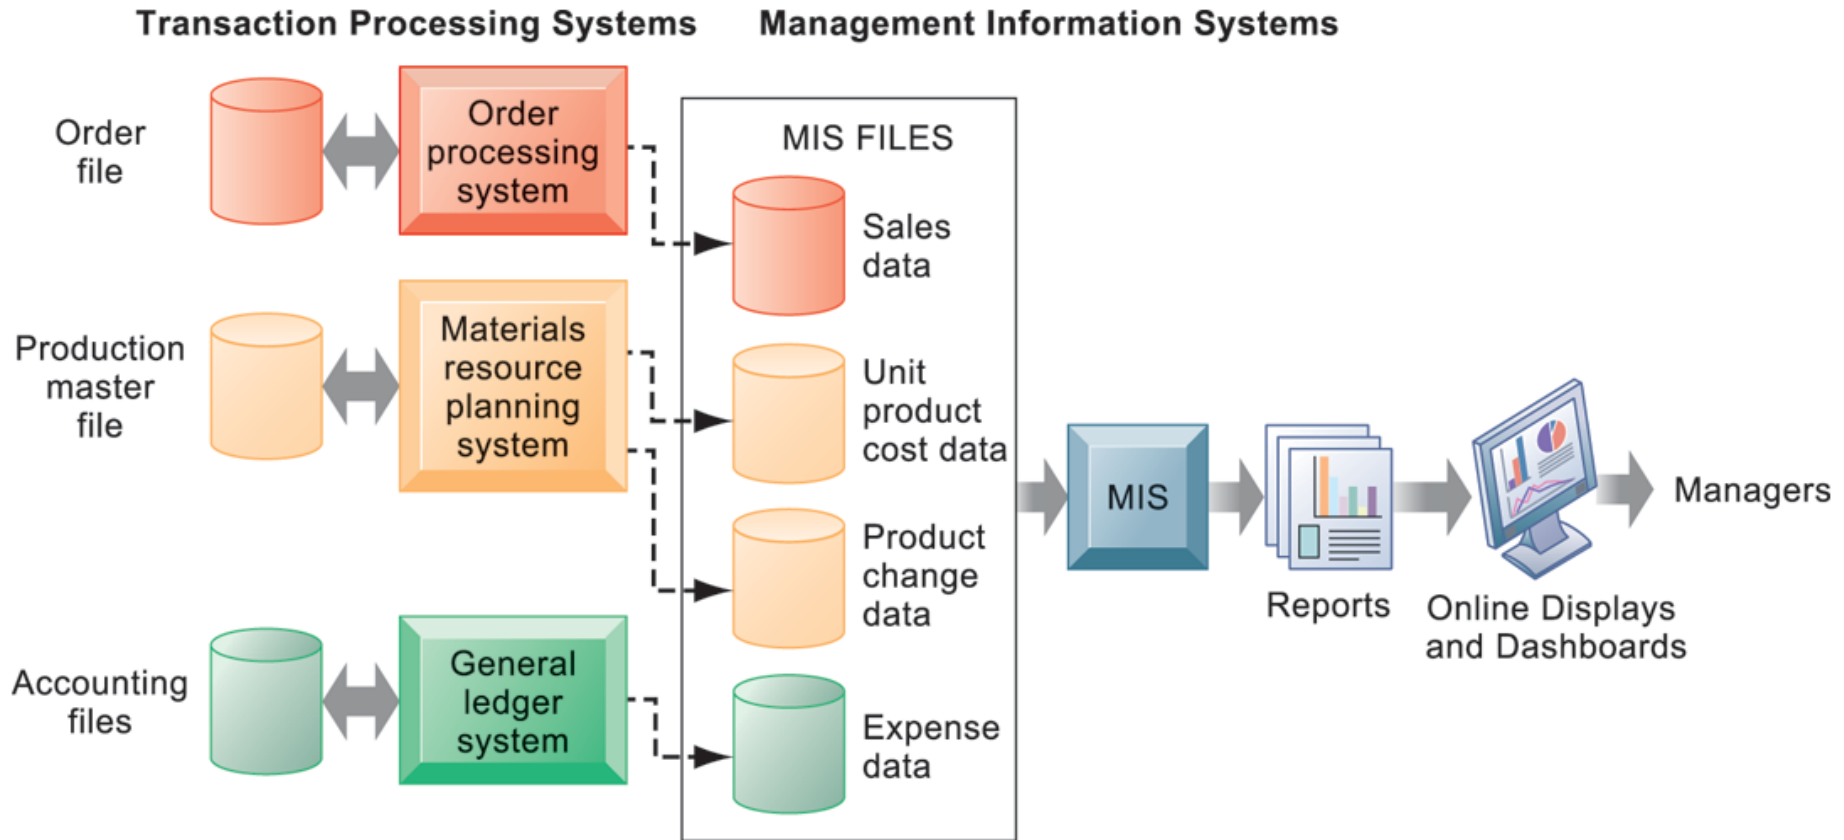 Transaction Processing Systems
Management Information Systems
Order
file
Order
processing
system
MIS FILES
Sales
data
Production
master
file
Materials
resource
planning
system
Unit
product
cost data
Product
change
data
Accounting
files
General
ledger
system
Expense
data
MIS
Reports
Online Displays
and Dashboards
Managers